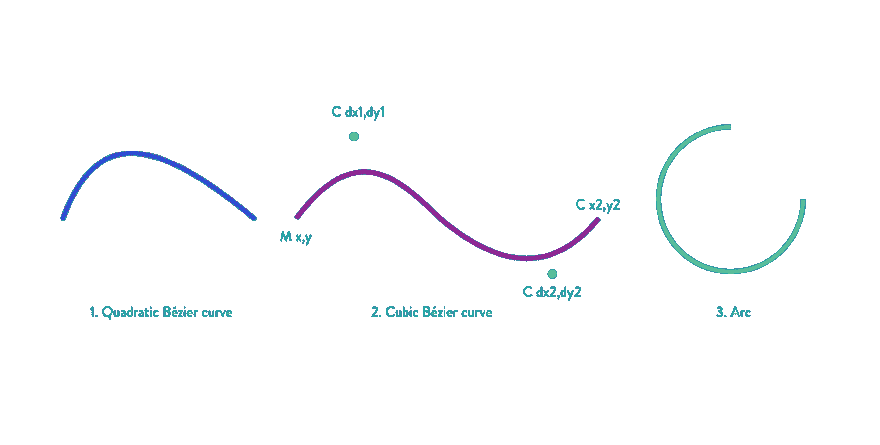 C dx1,dy1
C x2,y2
M x,y
C dx2,dy2
1. Quadratic Bézier curve
2. Cubic Bézier curve
3. Arc